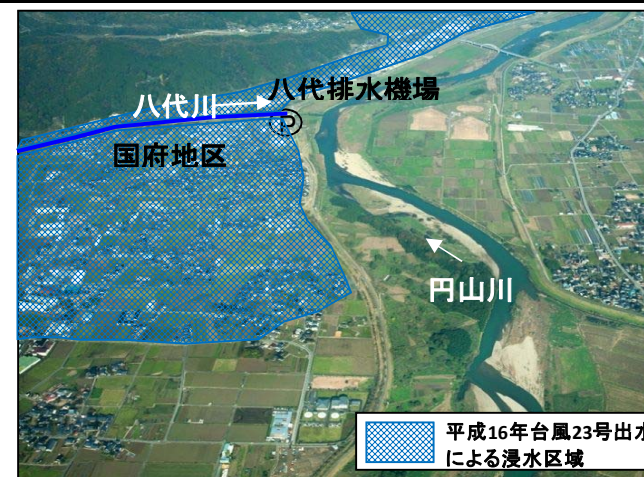 八代川
八代排水機場
P
国府地区
円山川
平成16年台風23号出水
による浸水区域